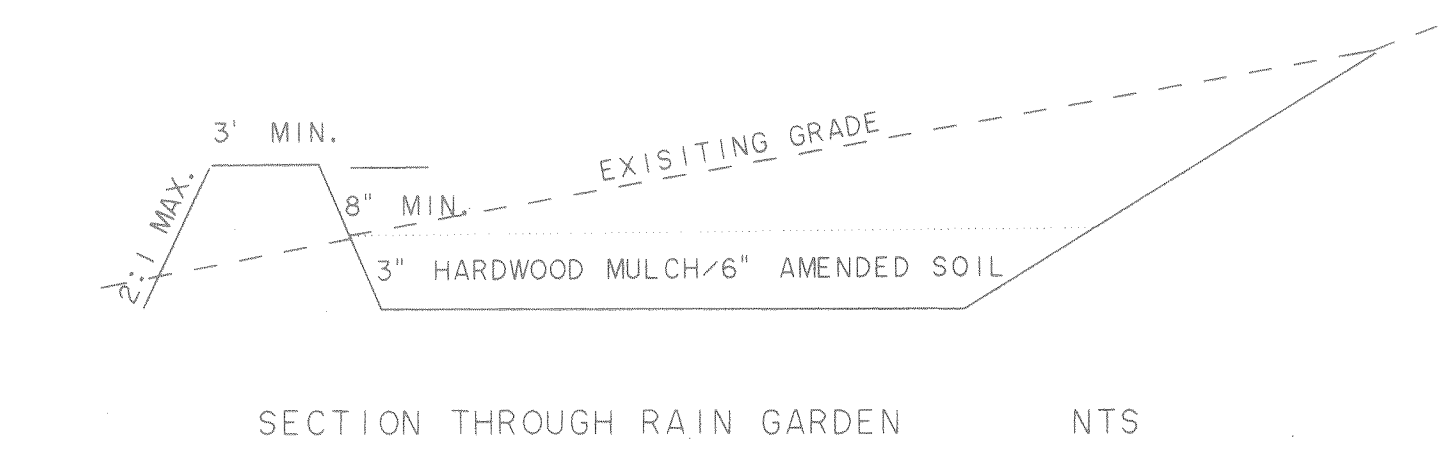 3' MIN.
2:1 MAX.
8" MIN.
EXISITING GRADE
3" HARDWOOD MULCH/6" AMENDED SOIL
SECTION THROUGH RAIN GARDEN NTS